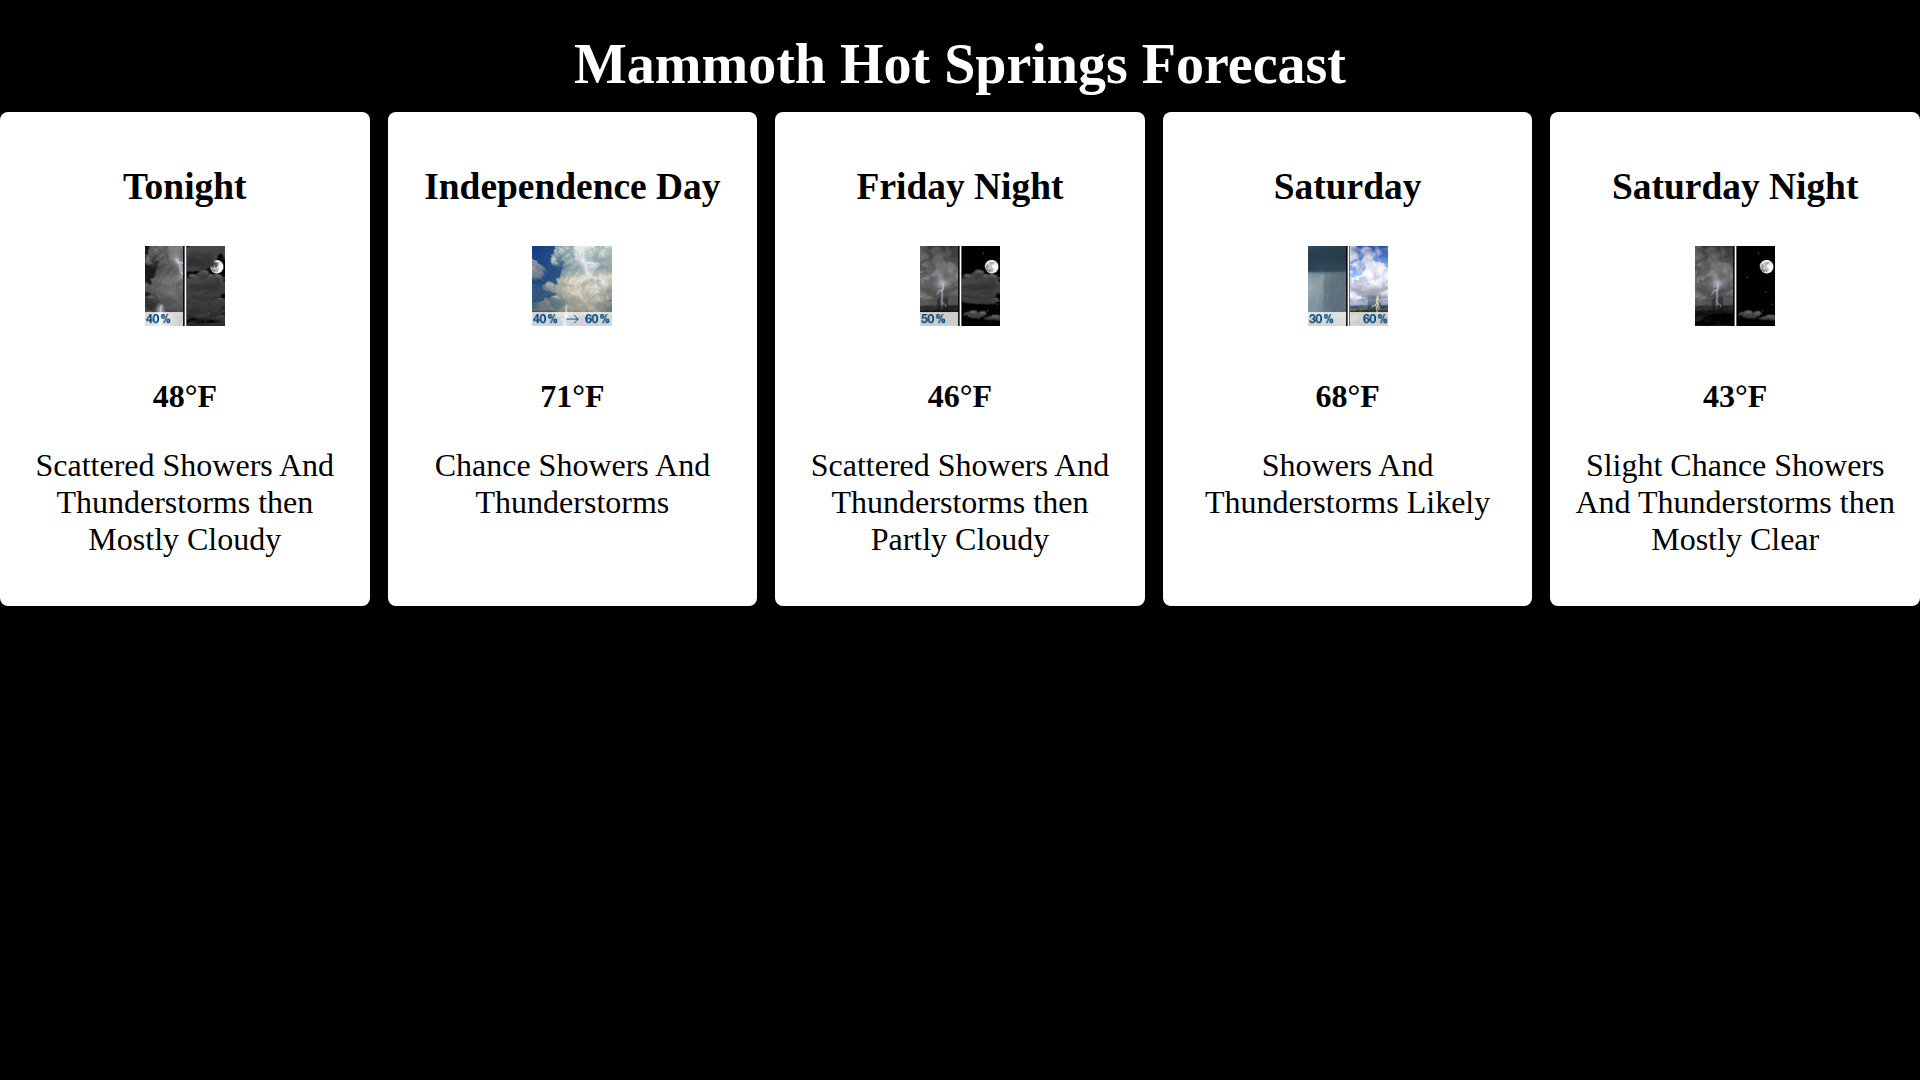 Mammoth Hot Springs Forecast
Tonight
40%
48°F
Scattered Showers And
Thunderstorms then
Mostly Cloudy
Independence Day
40% → 60%
71°F
Chance Showers And
Thunderstorms
Friday Night
50%
46°F
Scattered Showers And
Thunderstorms then
Partly Cloudy
Saturday
30% 60%
68°F
Showers And
Thunderstorms Likely
Saturday Night
43°F
Slight Chance Showers
And Thunderstorms then
Mostly Clear